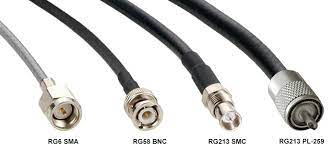 RG6 SMA
RG58 BNC
RG213 SMC
RG213 PL-259